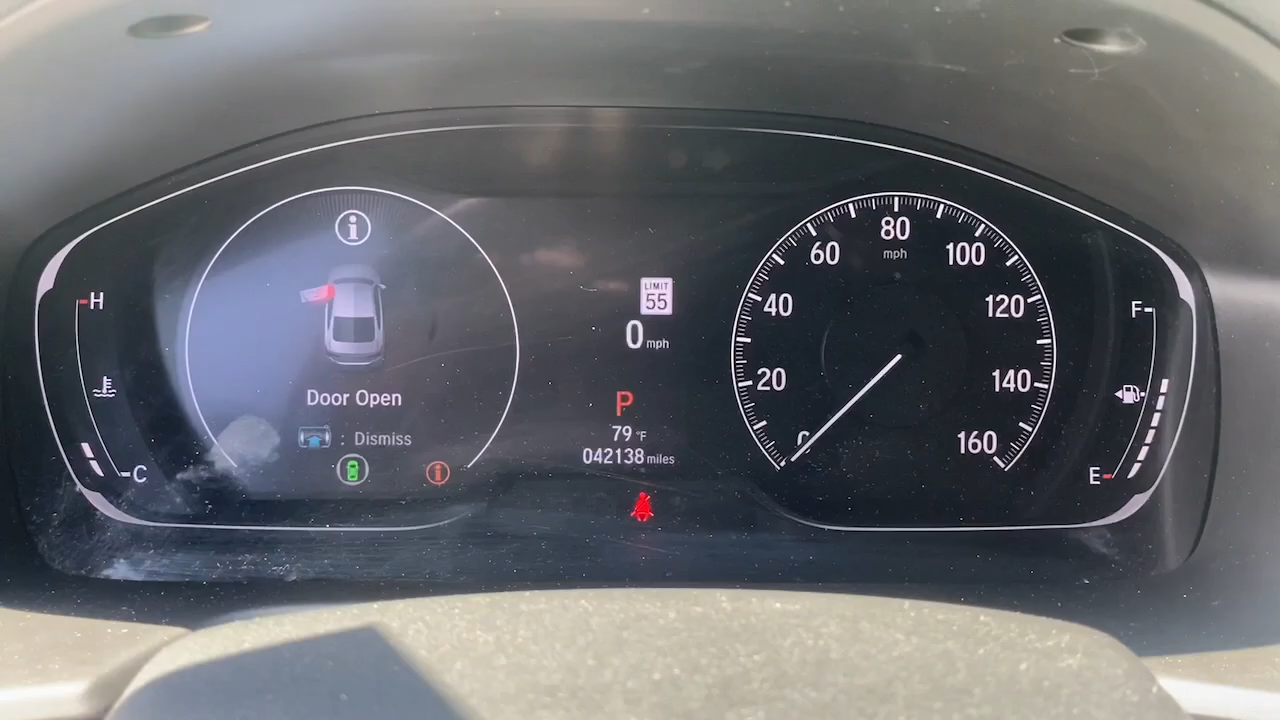 H
C
i
Door Open
: Dismiss
i
LIMIT
55
0 mph
P
79 °F
042138 miles
0
20
40
60
80
mph
100
120
140
160
F
E